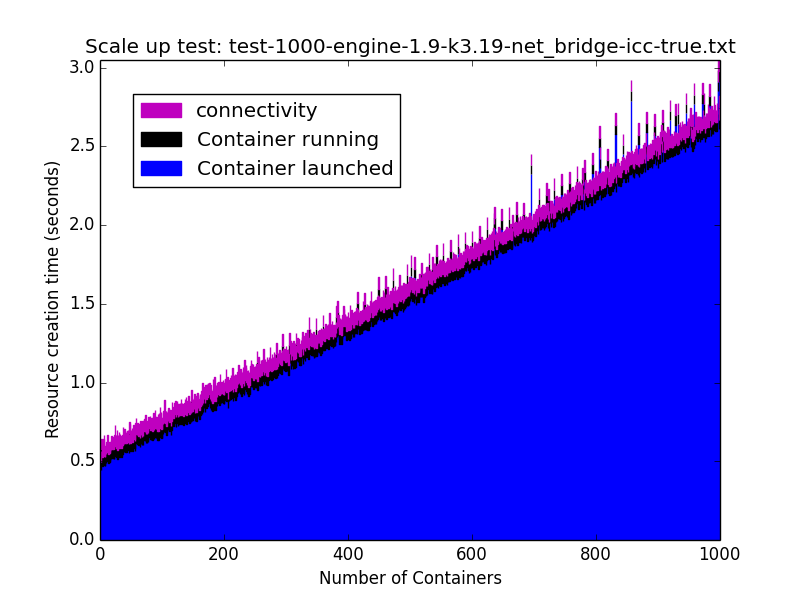 Scale up test: test-1000-engine-1.9-k3.19-net_bridge-icc-true.txt
3.0
connectivity
Container running
Container launched
2.5
2.0
1.5
1.0
0.5
0.0
Resource creation time (seconds)
0 200 400 600 800 1000
Number of Containers